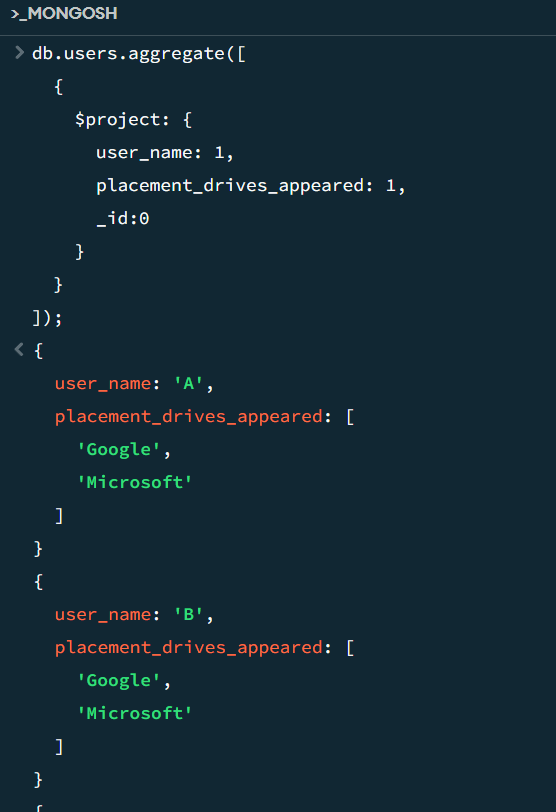 >_MONGOSH
> db.users.aggregate([
{
$project: {
user_name: 1,
placement_drives_appeared: 1,
_id:0
}
}
]);
< {
user_name: 'A',
placement_drives_appeared: [
'Google',
'Microsoft'
]
}
{
user_name: 'B',
placement_drives_appeared: [
'Google',
'Microsoft'
]
}
{